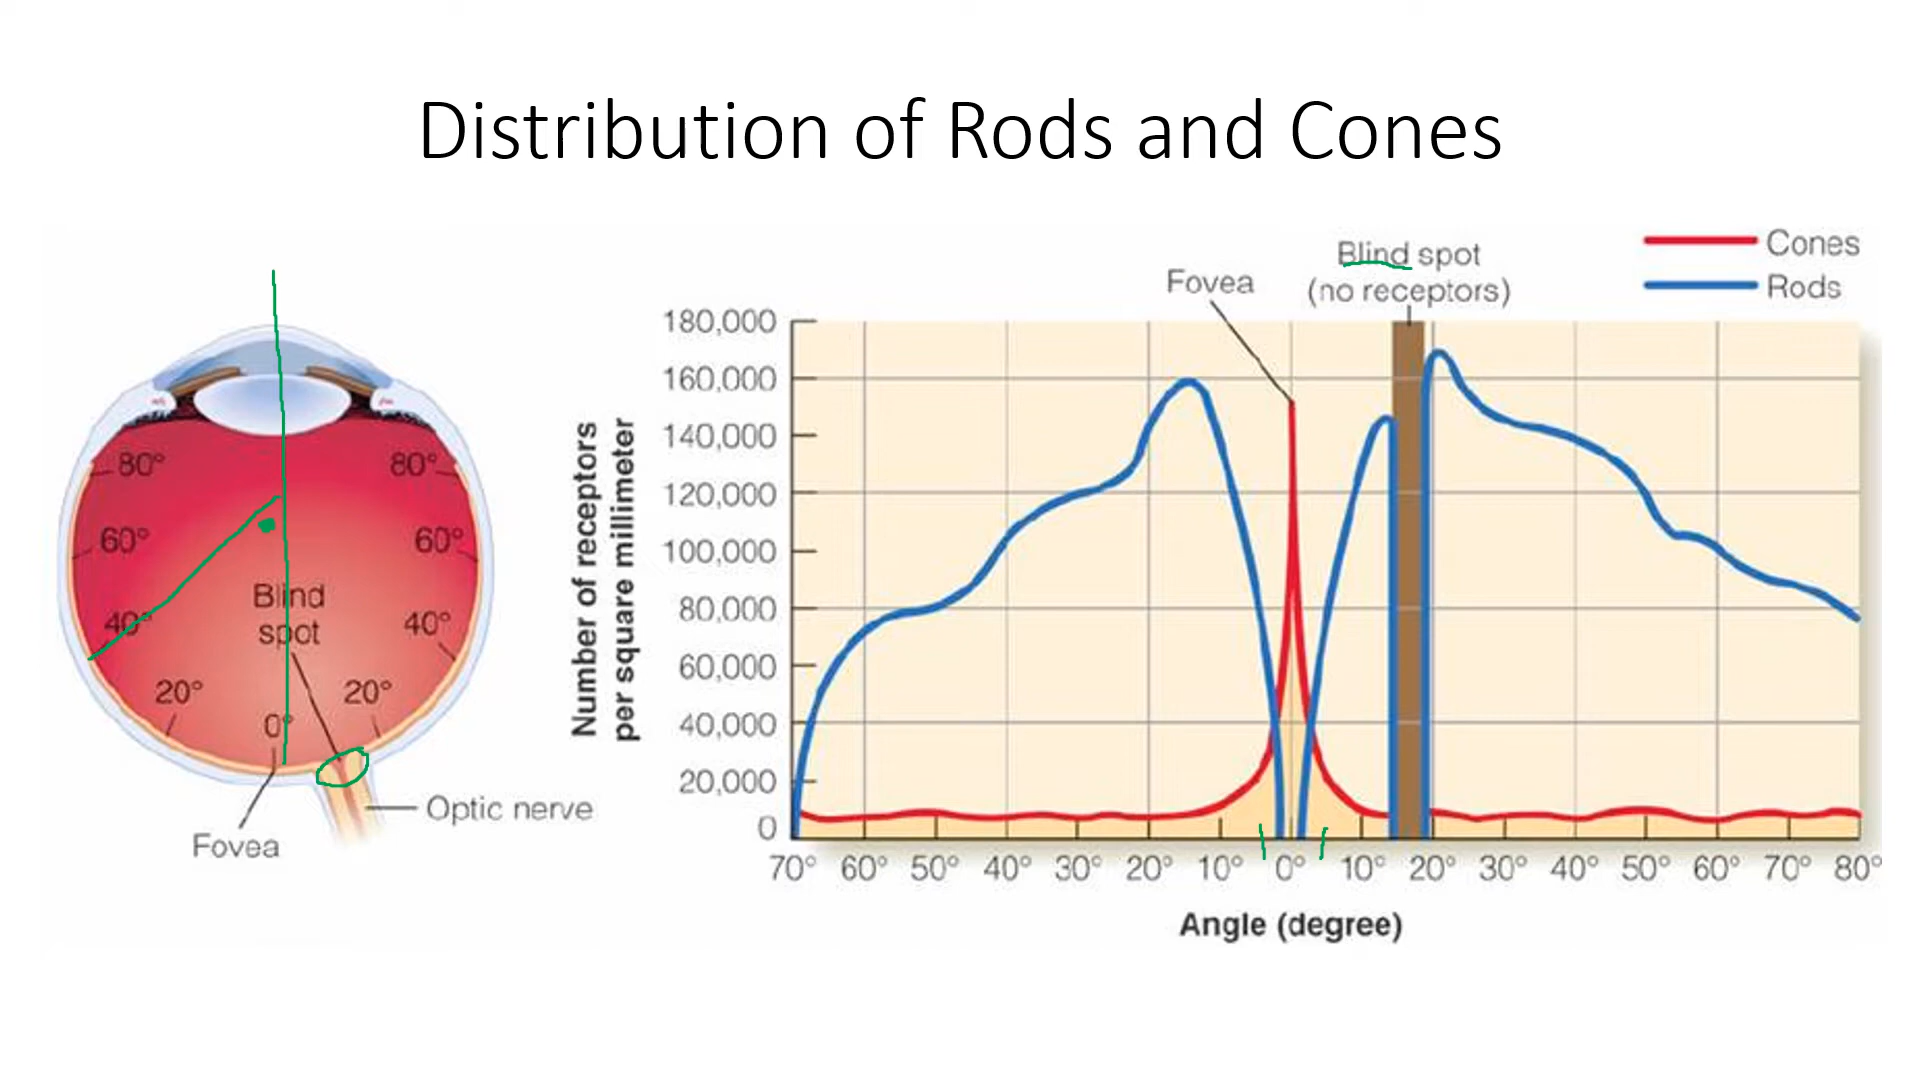 Distribution of Rods and Cones
80°
80°
60°
60°
Blind
spot
40°
40°
20°
20°
0°
Optic nerve
Fovea
Cones
Rods
Blind spot
(no receptors)
Fovea
Number of receptors
per square millimeter
180,000
160,000
140,000
120,000
100,000
80,000
60,000
40,000
20,000
0
70° 60° 50° 40° 30° 20° 10° 0° 10° 20° 30° 40° 50° 60° 70° 80°
Angle (degree)